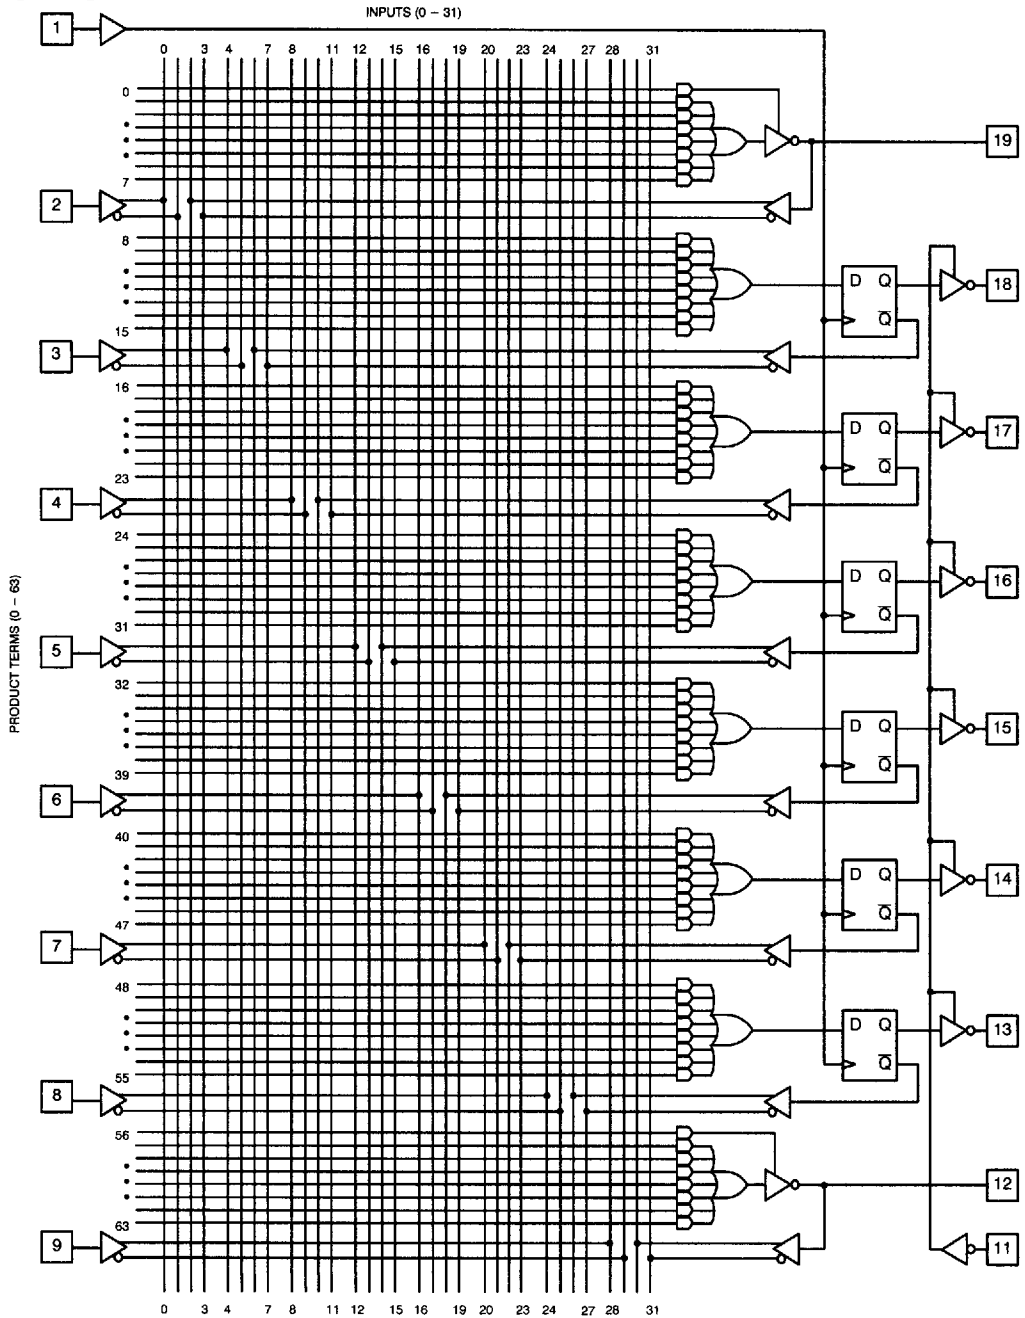 INPUTS (0 – 31)
1
0 3 4 7 8 11 12 15 16 19 20 23 24 27 28 31
0
19
7
2
8
D Q
18
15
Q̅
3
16
D Q
17
23
Q̅
4
24
D Q
16
31
Q̅
5
PRODUCT TERMS (0 – 63)
32
D Q
15
39
Q̅
6
40
D Q
14
47
Q̅
7
48
D Q
13
55
Q̅
8
56
12
63
9
11
0 3 4 7 8 11 12 15 16 19 20 23 24 27 28 31